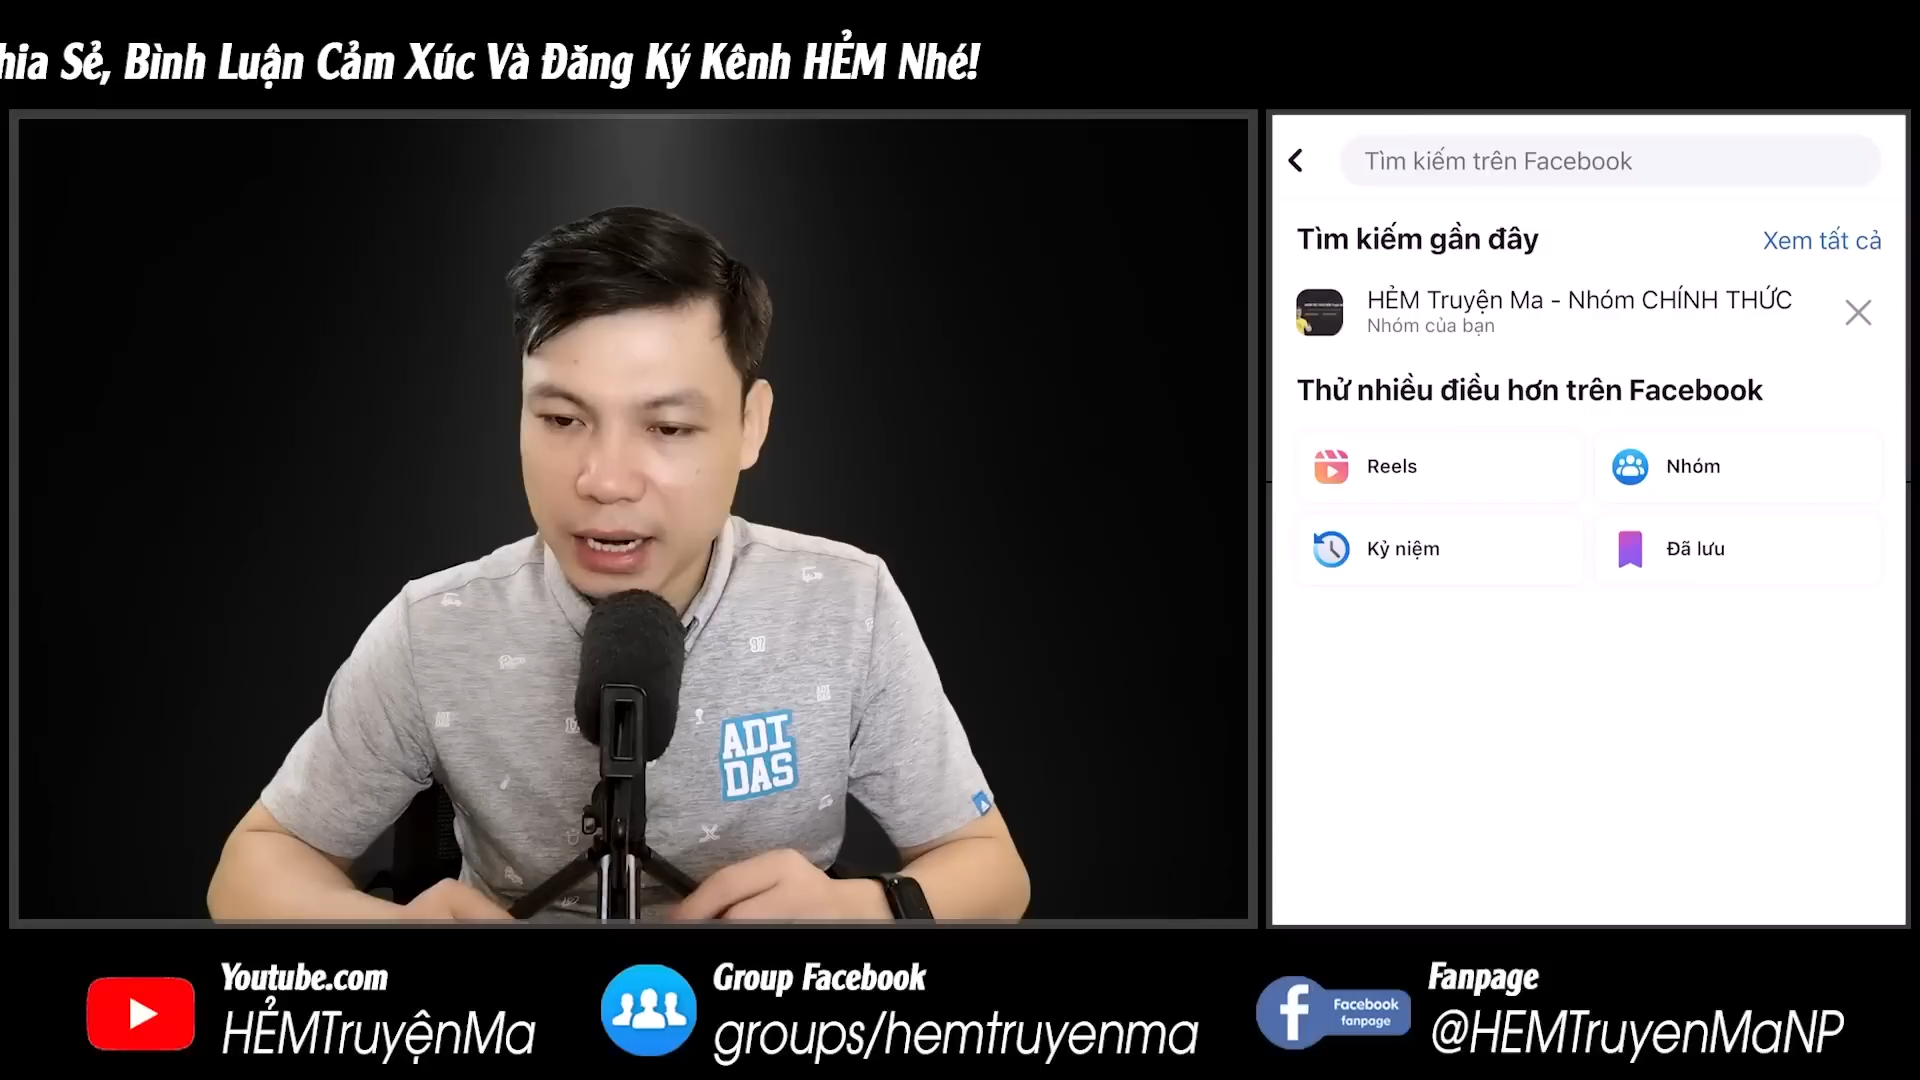 hia Sẻ, Bình Luận Cảm Xúc Và Đăng Ký Kênh HẺM Nhé!
Tìm kiếm trên Facebook
Tìm kiếm gần đây
Xem tất cả
HẺM Truyện Ma - Nhóm CHÍNH THỨC
Nhóm của bạn
Thử nhiều điều hơn trên Facebook
Reels
Nhóm
Kỷ niệm
Đã lưu
97
ADI
DAS
Youtube.com
HẺMTruyệnMa
Group Facebook
groups/hemtruyenma
Facebook
fanpage
Fanpage
@HEMTruyenMaNP